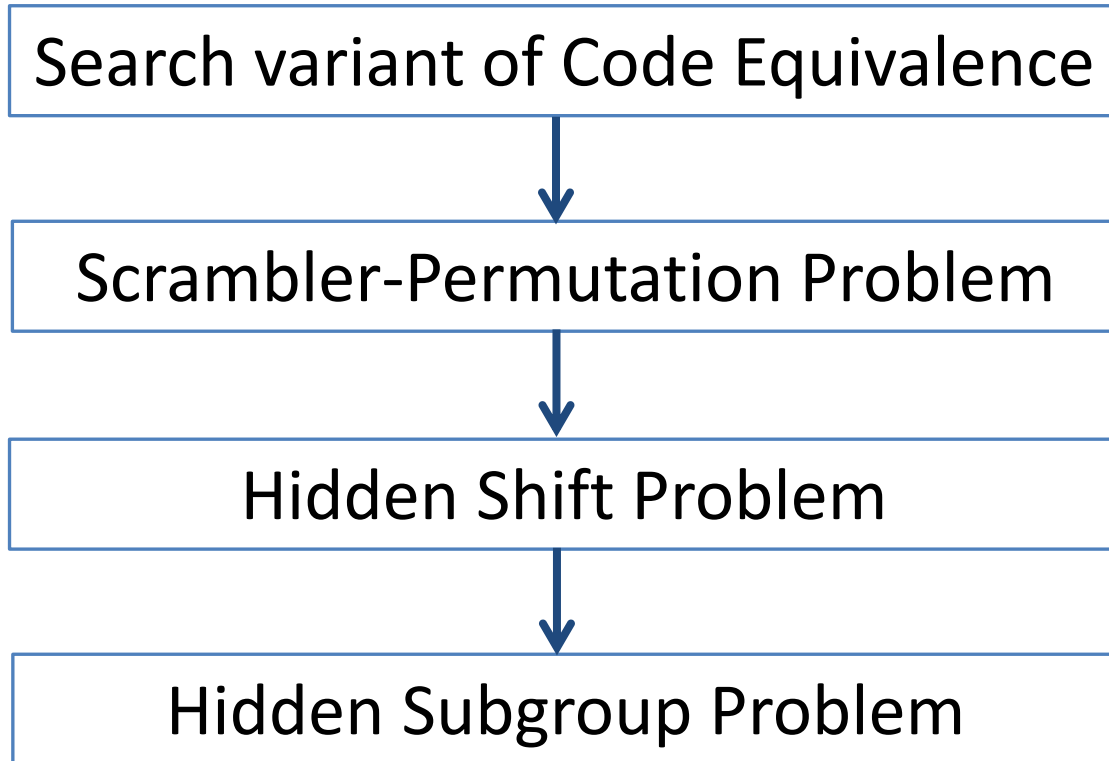 Search variant of Code Equivalence
Scrambler-Permutation Problem
Hidden Shift Problem
Hidden Subgroup Problem